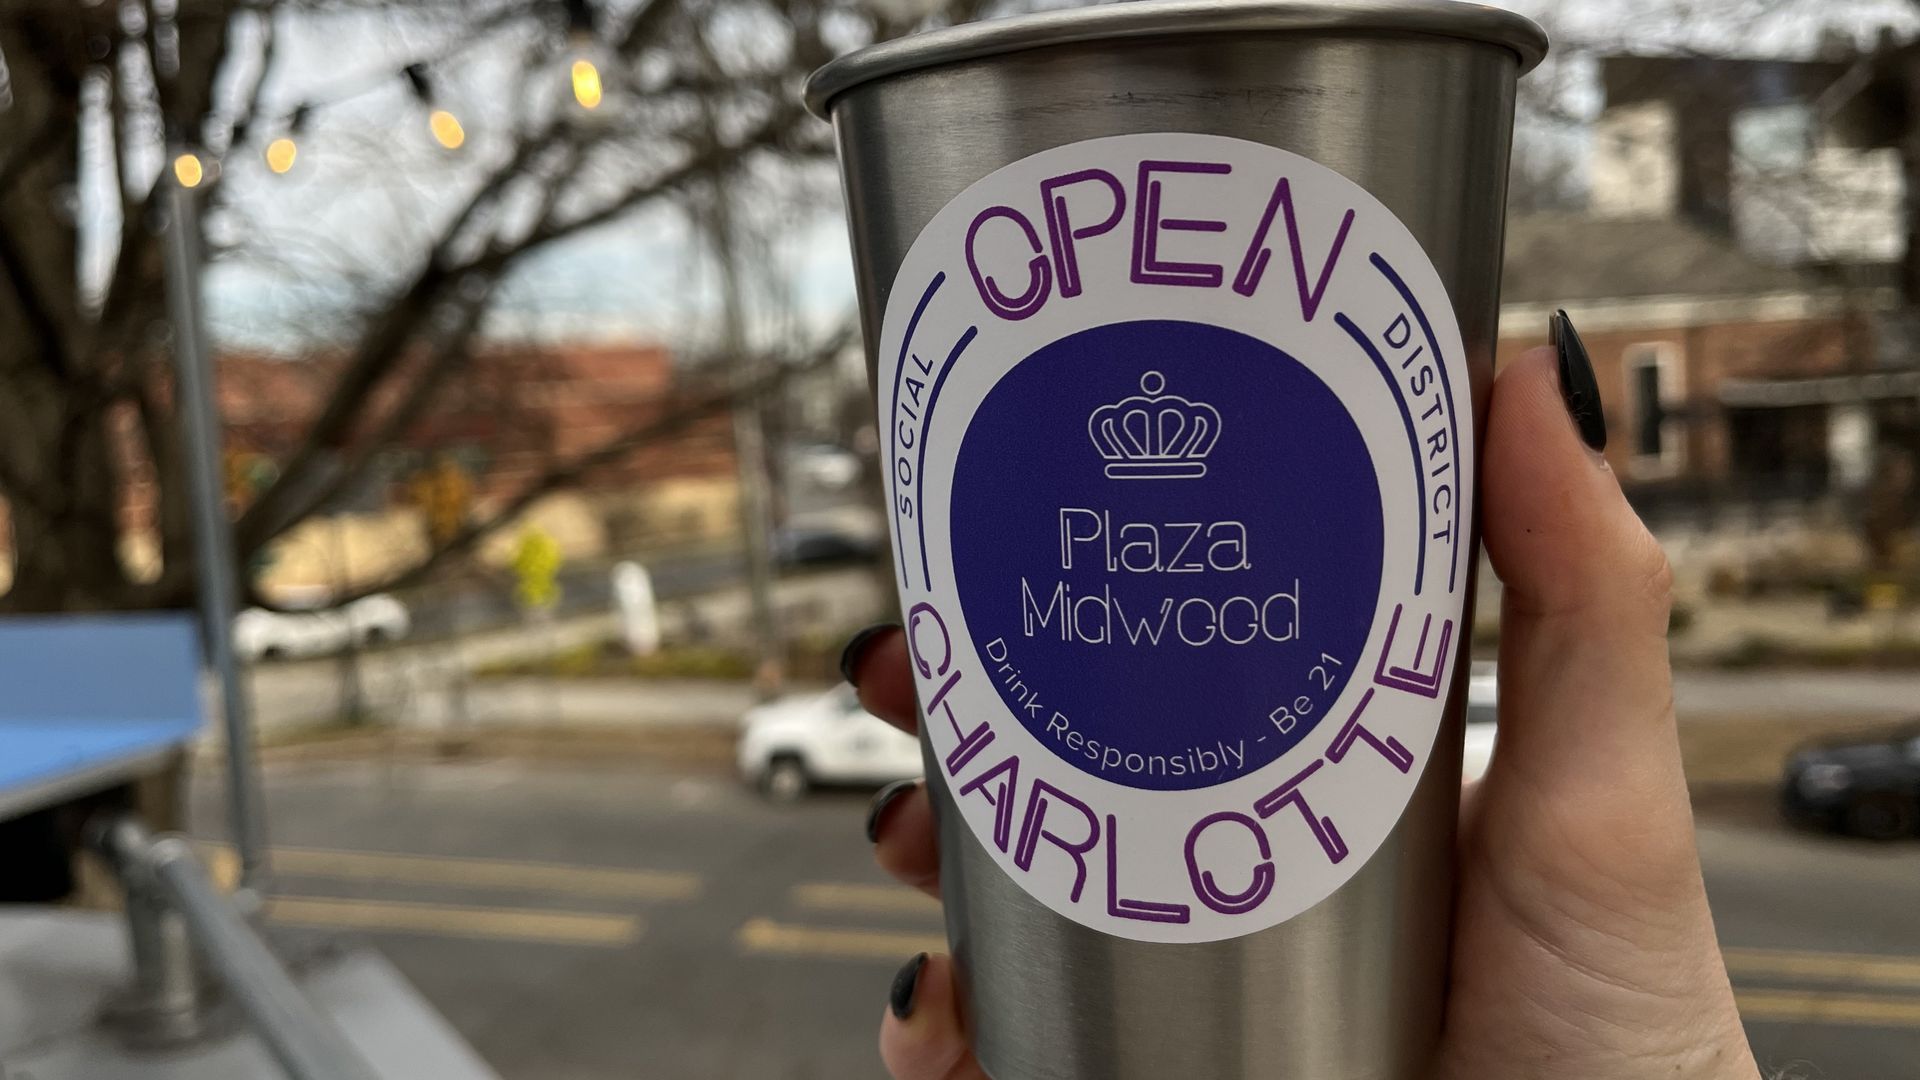 OPEN
SOCIAL
DISTRICT
Plaza
Midwood
Drink Responsibly - Be 21
CHARLOTTE